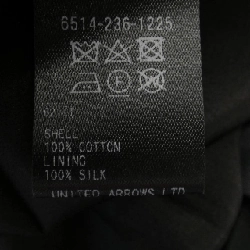 6514-236-1225
SHELL
100% COTTON
LINING
100% SILK
UNITED ARROWS LTD.